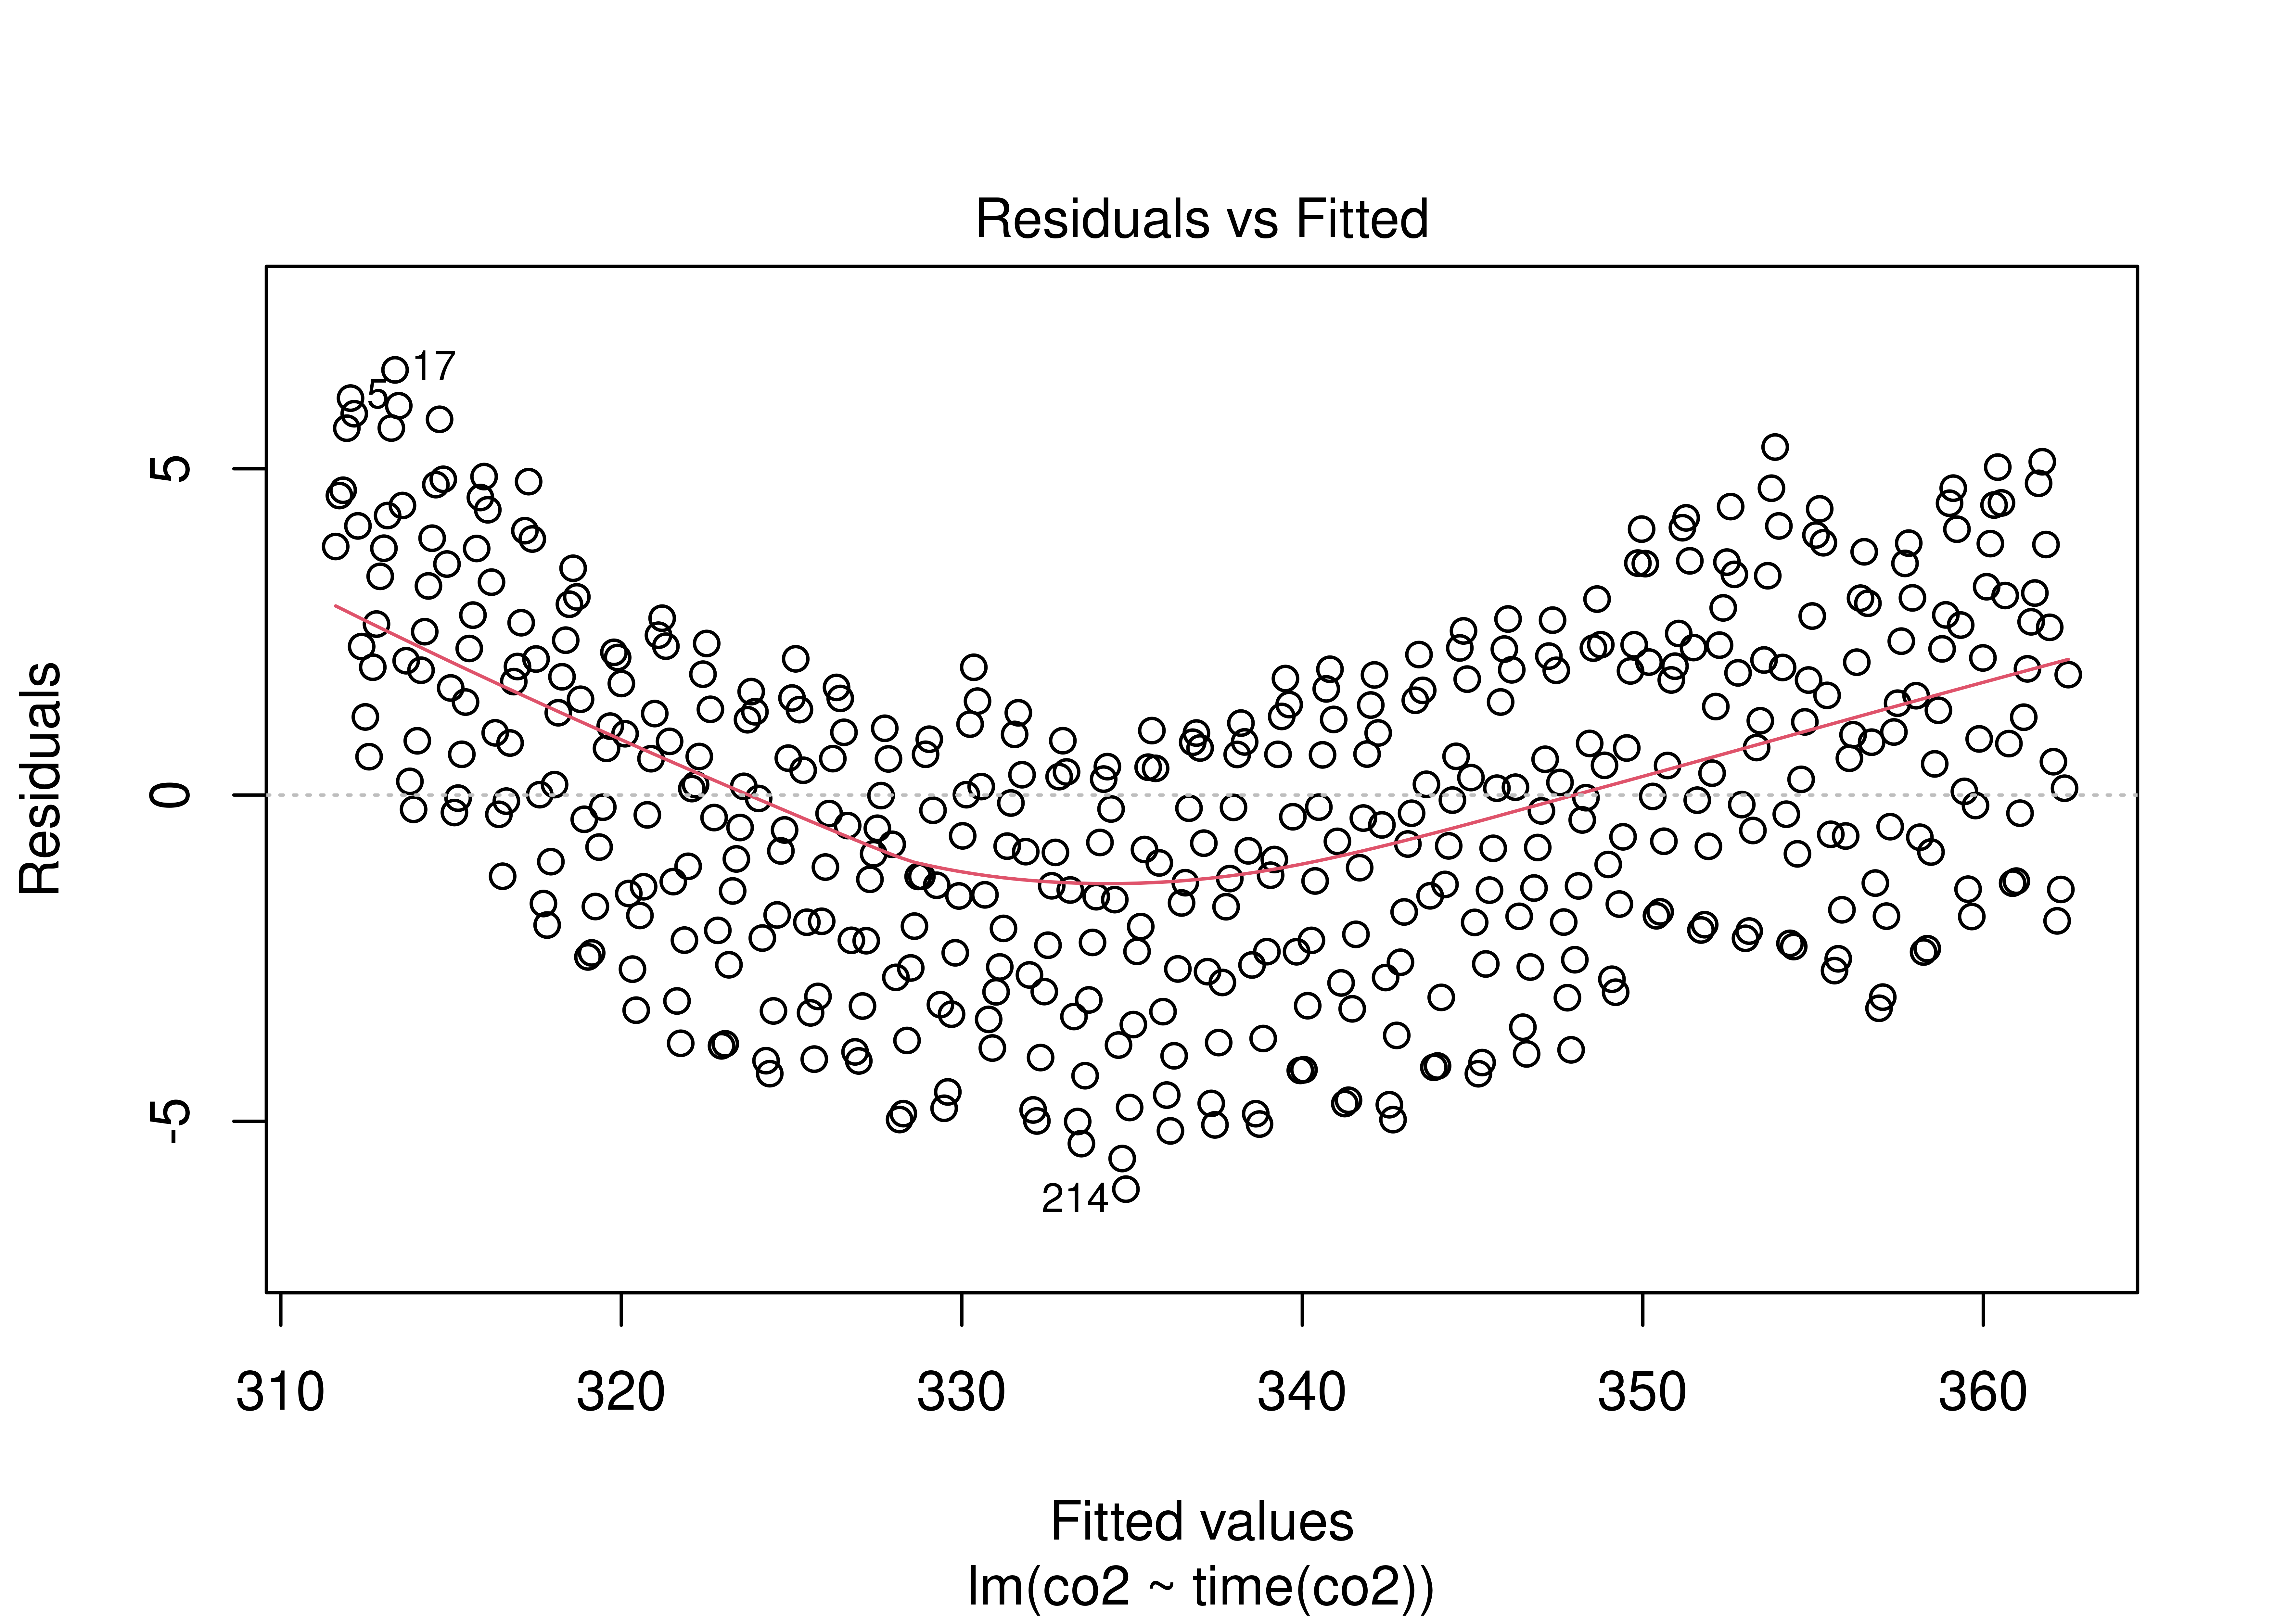 Residuals vs Fitted
17
5
5
0
-5
Residuals
214
310 320 330 340 350 360
Fitted values
lm(co2 ~ time(co2))